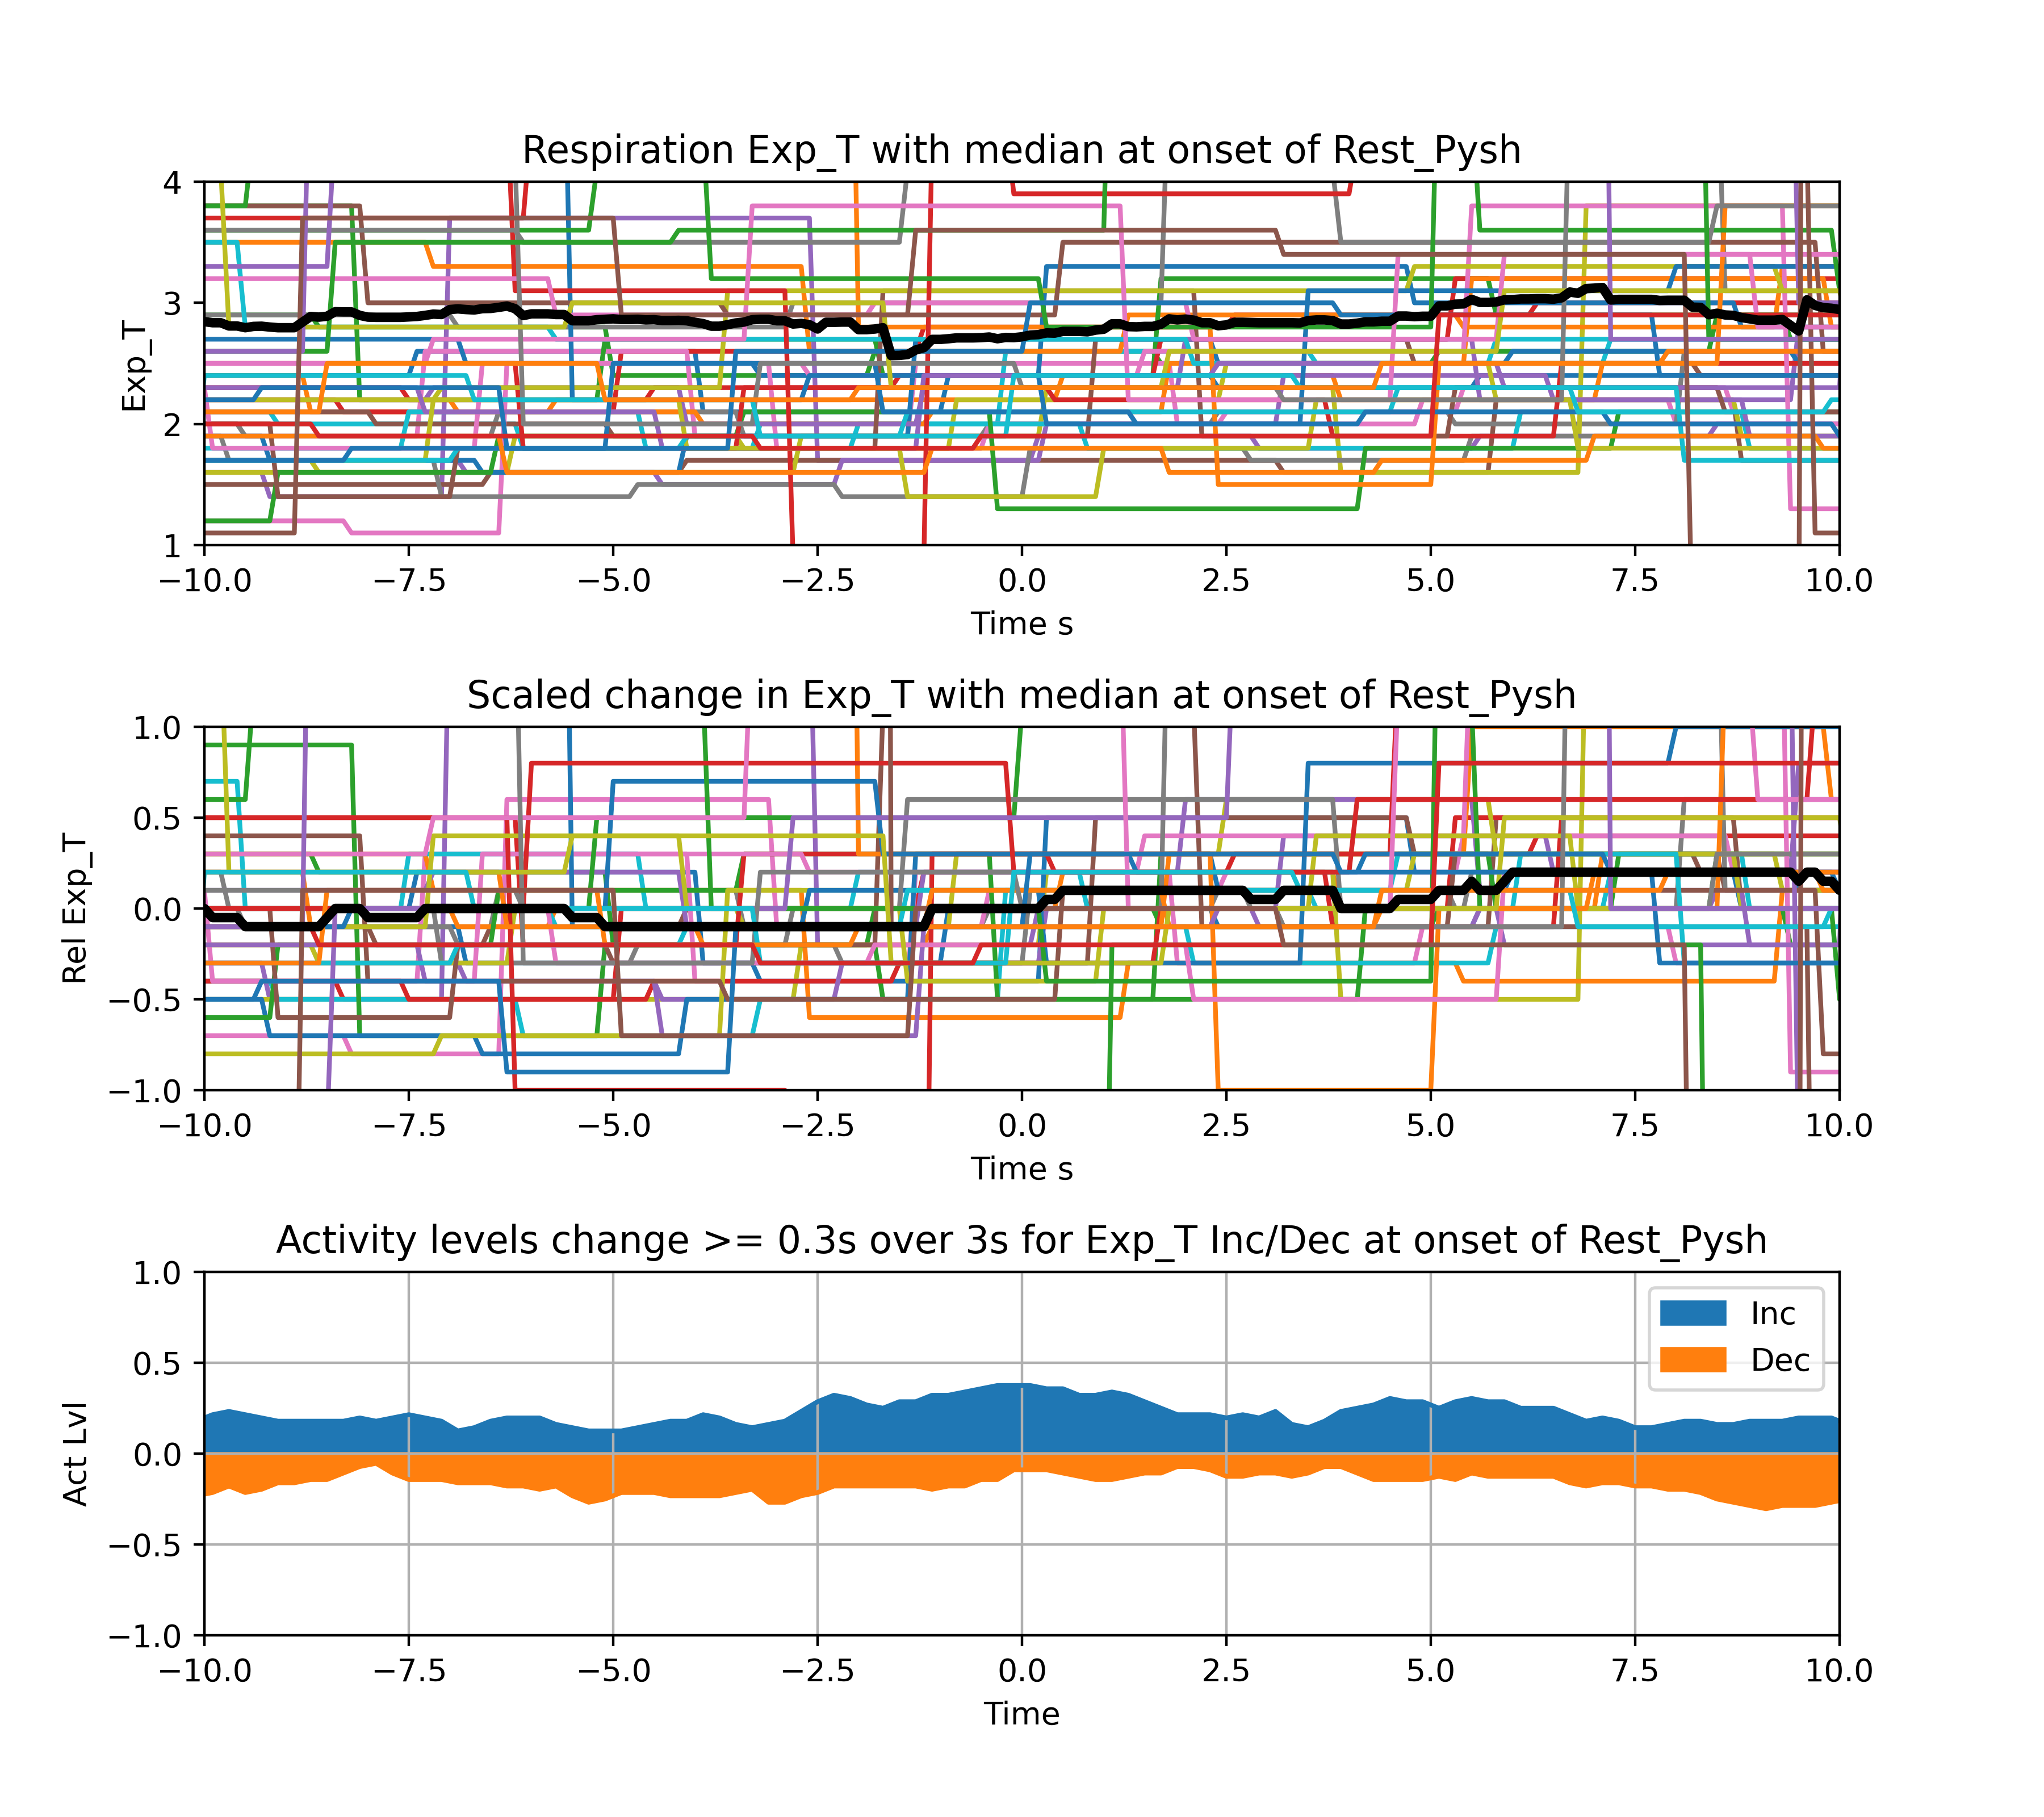 Respiration Exp_T with median at onset of Rest_Pysh
4
3
2
1
Exp_T
−10.0 −7.5 −5.0 −2.5 0.0 2.5 5.0 7.5 10.0
Time s
Scaled change in Exp_T with median at onset of Rest_Pysh
1.0
0.5
0.0
−0.5
−1.0
Rel Exp_T
−10.0 −7.5 −5.0 −2.5 0.0 2.5 5.0 7.5 10.0
Time s
Activity levels change >= 0.3s over 3s for Exp_T Inc/Dec at onset of Rest_Pysh
1.0
0.5
0.0
−0.5
−1.0
Act Lvl
Inc
Dec
−10.0 −7.5 −5.0 −2.5 0.0 2.5 5.0 7.5 10.0
Time